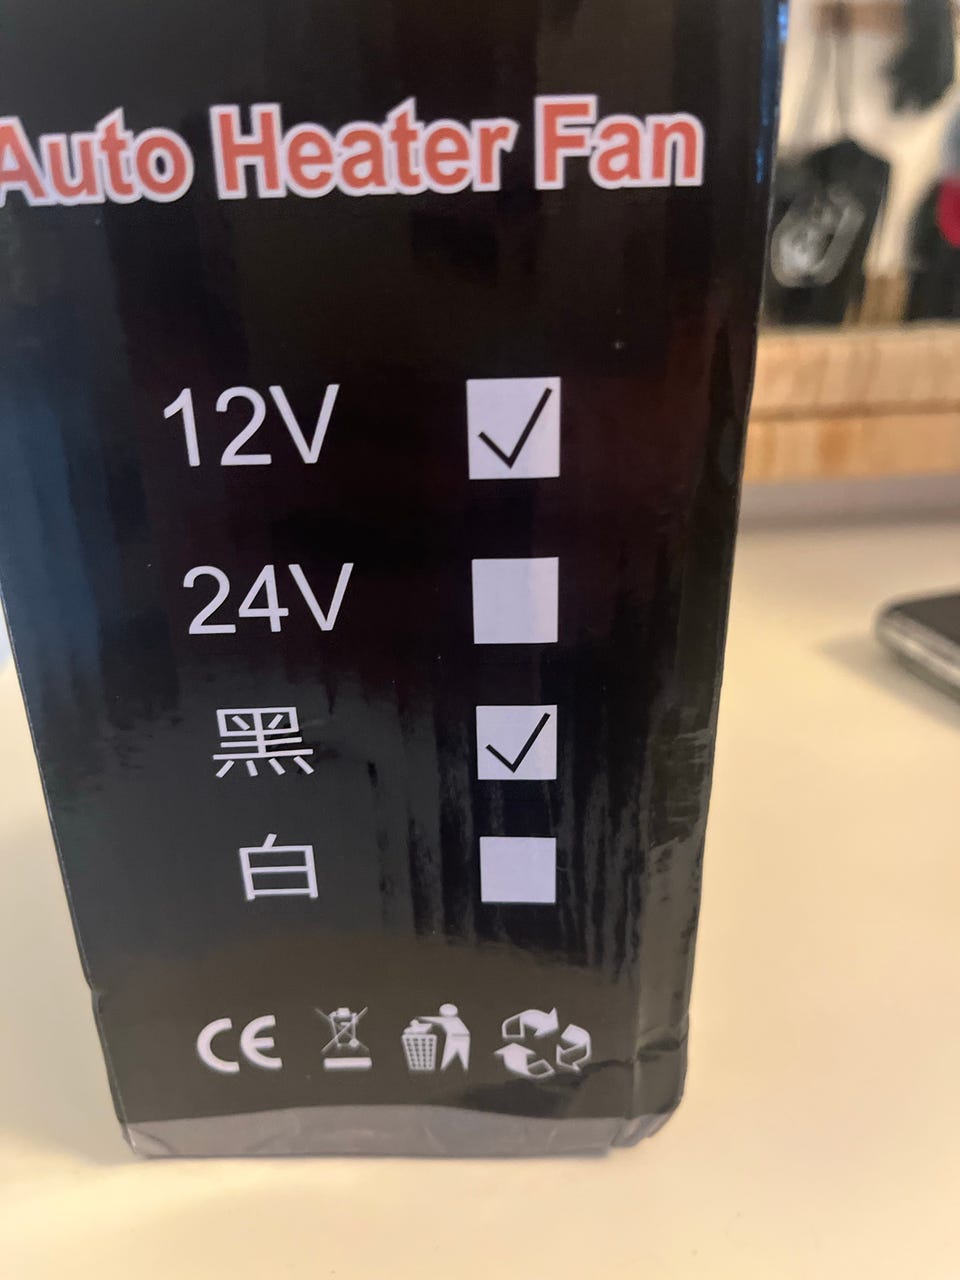 Auto Heater Fan
12V
24V
黑
白
CE